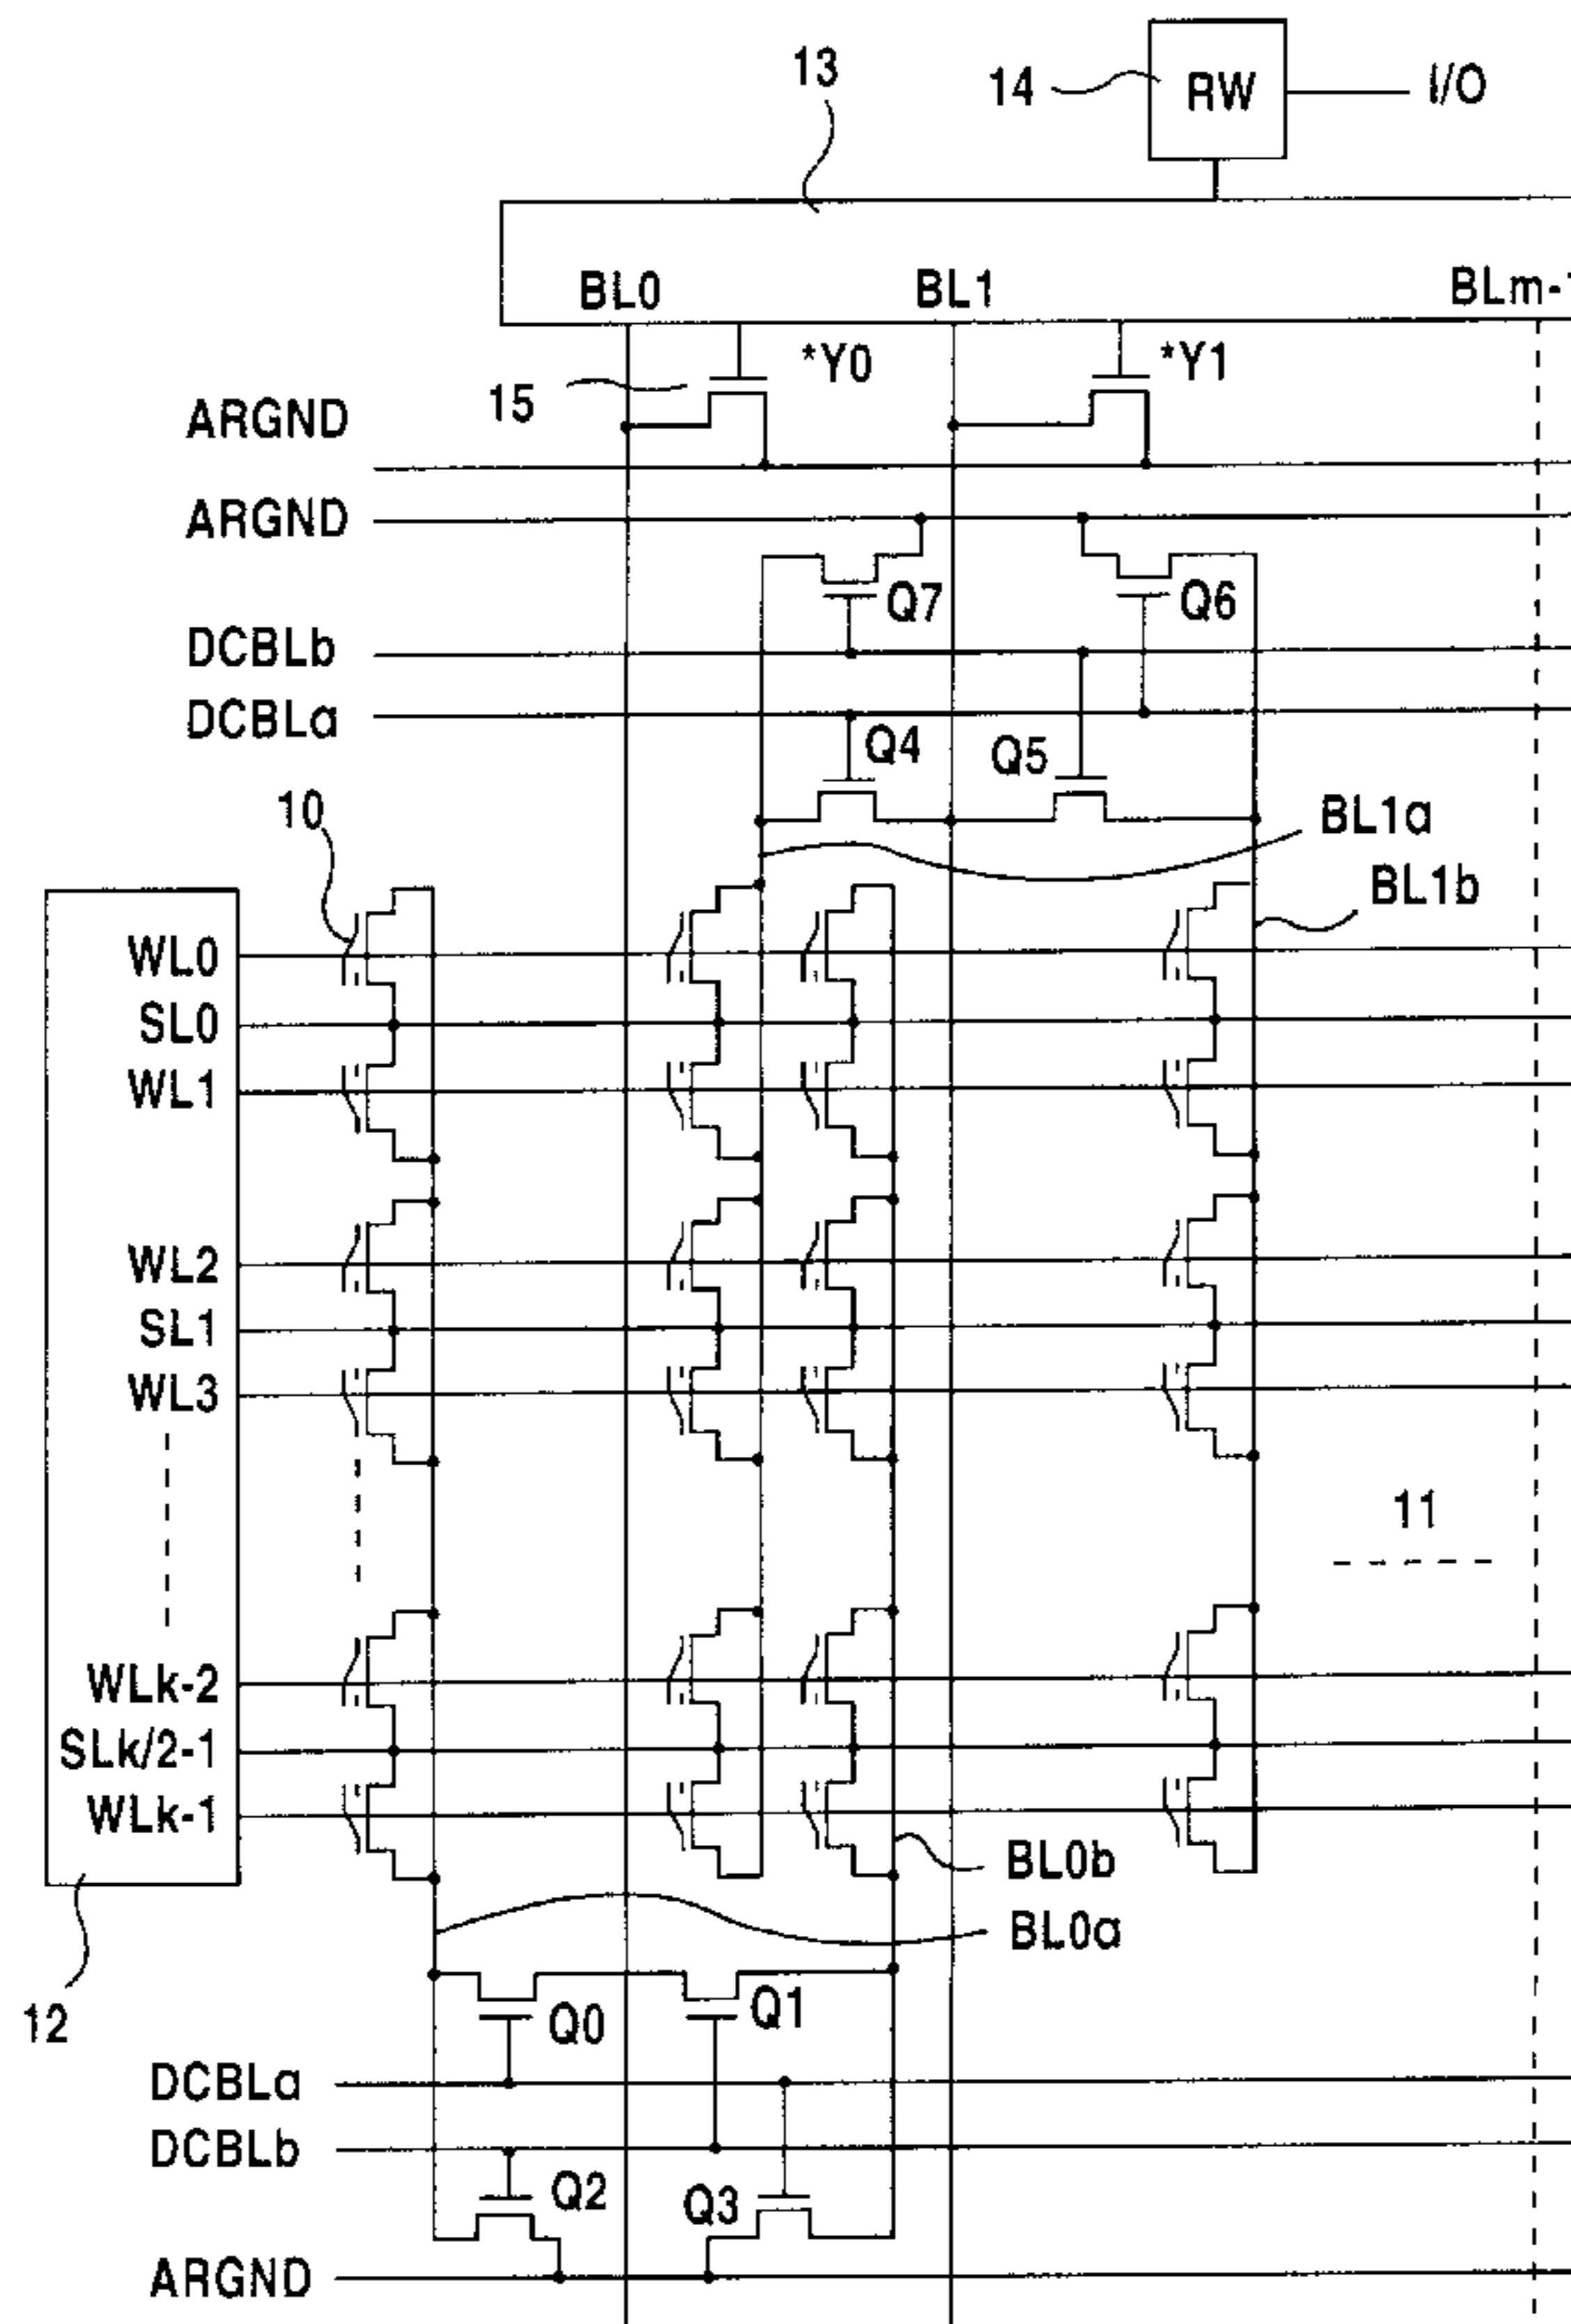 13
14
RW
I/O
BL0
BL1
BLm-1
*Y0
*Y1
15
ARGND
ARGND
Q7
Q6
DCBLb
DCBLa
Q4
Q5
10
BL1a
BL1b
WL0
SL0
WL1
WL2
SL1
WL3
11
WLk-2
SLk/2-1
WLk-1
BL0b
BL0a
12
Q0
Q1
DCBLa
DCBLb
Q2
Q3
ARGND